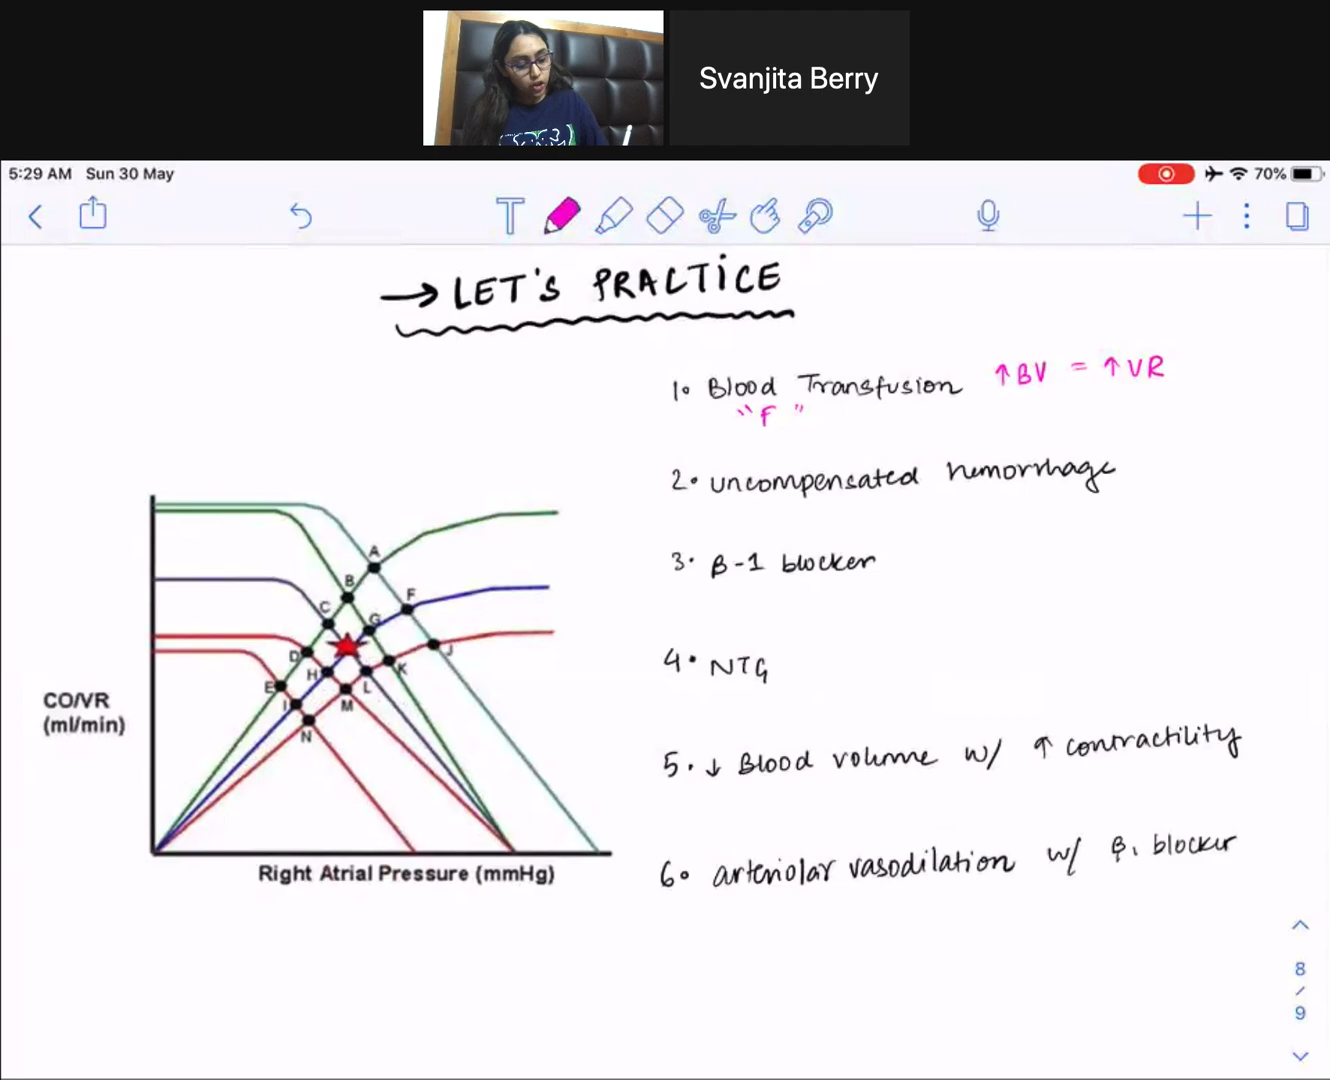 Svanjita Berry
5:29 AM Sun 30 May
70%
T
→ LET'S PRACTICE
1. Blood Transfusion ↑BV = ↑VR
"F"
2. uncompensated hemorrhage
3. β-1 blocker
4. NTG
5. ↓ Blood volume w/ ↑ contractility
6. arteriolar vasodilation w/ β1 blocker
A
B
F
C
G
D
J
H
K
E
L
I
M
N
CO/VR
(ml/min)
Right Atrial Pressure (mmHg)
8
/
9